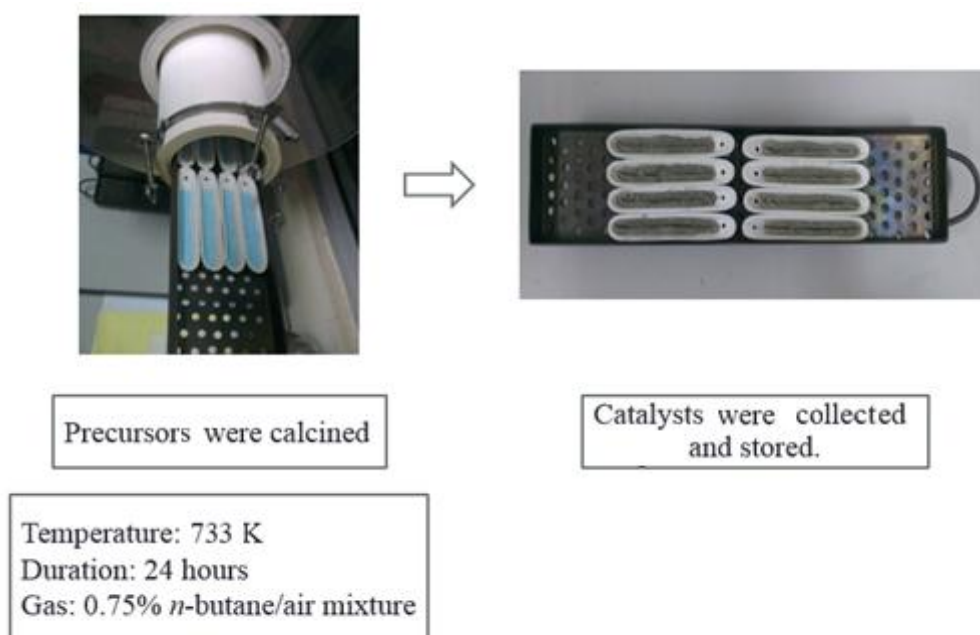 Precursors were calcined
Catalysts were collected
and stored.
Temperature: 733 K
Duration: 24 hours
Gas: 0.75% n-butane/air mixture